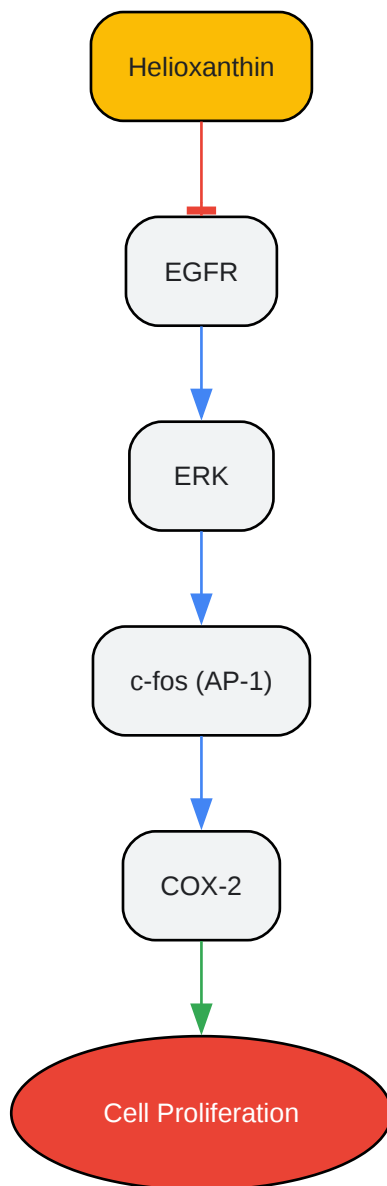 Helioxanthin
EGFR
ERK
c-fos (AP-1)
COX-2
Cell Proliferation